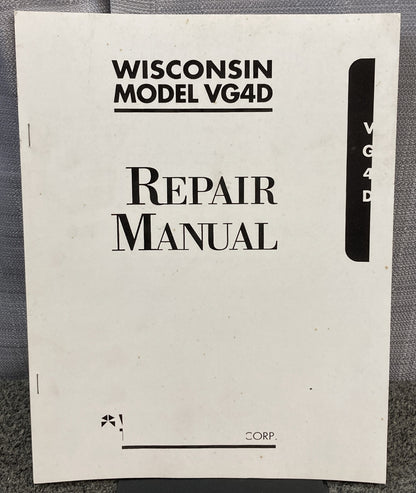 WISCONSIN
MODEL VG4D
REPAIR
MANUAL
V
G
4
D
CORP.